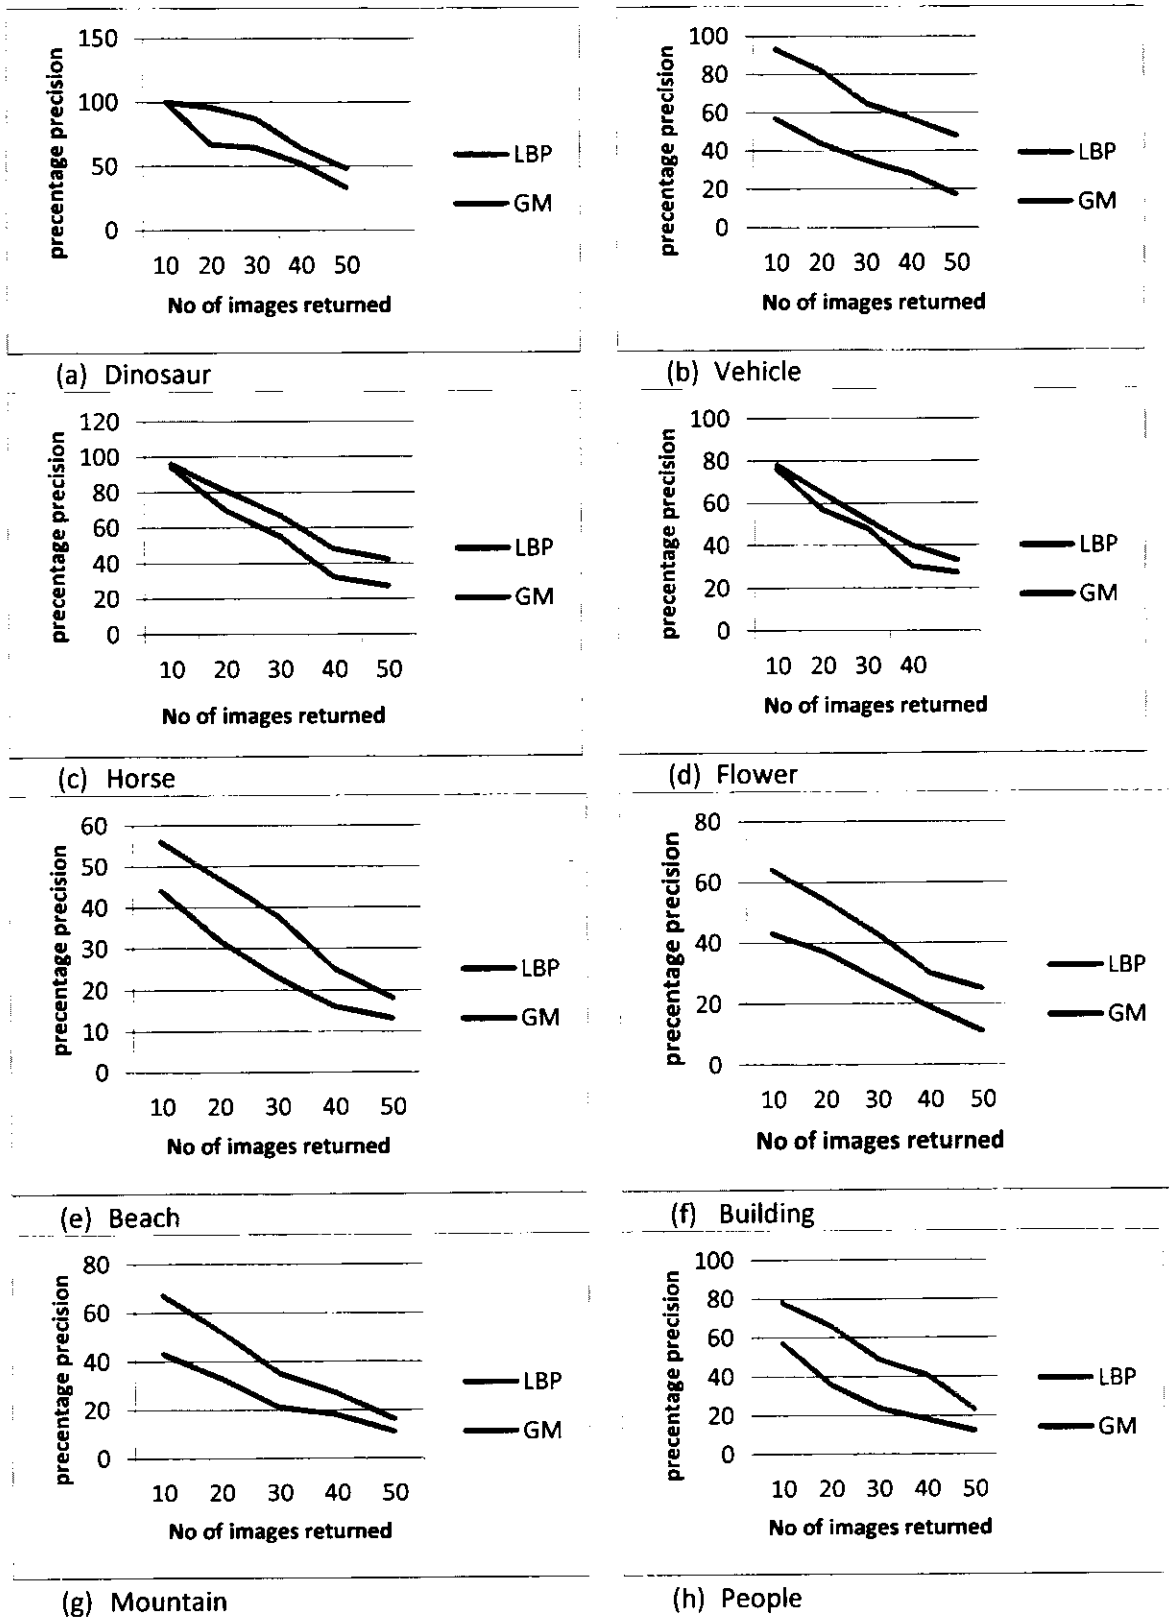 precentage precision
150
100
50
0
10 20 30 40 50
No of images returned
LBP
GM
(a) Dinosaur
precentage precision
100
80
60
40
20
0
10 20 30 40 50
No of images returned
LBP
GM
(b) Vehicle
precentage precision
120
100
80
60
40
20
0
10 20 30 40 50
No of images returned
LBP
GM
(c) Horse
precentage precision
100
80
60
40
20
0
10 20 30 40
No of images returned
LBP
GM
(d) Flower
precentage precision
60
50
40
30
20
10
0
10 20 30 40 50
No of images returned
LBP
GM
(e) Beach
precentage precision
80
60
40
20
0
10 20 30 40 50
No of images returned
LBP
GM
(f) Building
precentage precision
80
60
40
20
0
10 20 30 40 50
No of images returned
LBP
GM
(g) Mountain
precentage precision
100
80
60
40
20
0
10 20 30 40 50
No of images returned
LBP
GM
(h) People